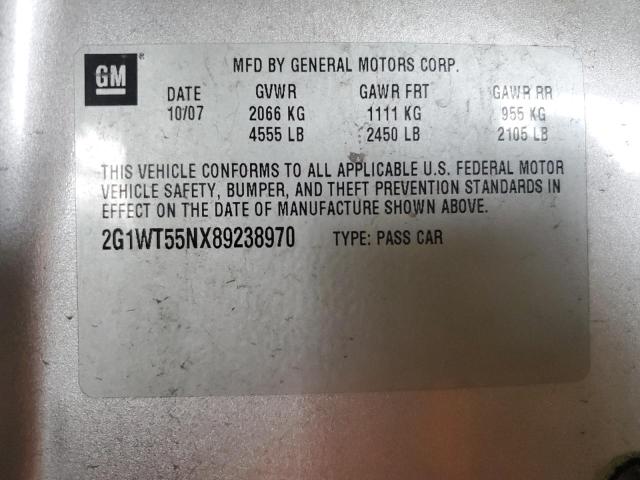 GM®
MFD BY GENERAL MOTORS CORP.
DATE GVWR GAWR FRT GAWR RR
10/07 2066 KG 1111 KG 955 KG
4555 LB 2450 LB 2105 LB
THIS VEHICLE CONFORMS TO ALL APPLICABLE U.S. FEDERAL MOTOR
VEHICLE SAFETY, BUMPER, AND THEFT PREVENTION STANDARDS IN
EFFECT ON THE DATE OF MANUFACTURE SHOWN ABOVE.
2G1WT55NX89238970 TYPE: PASS CAR